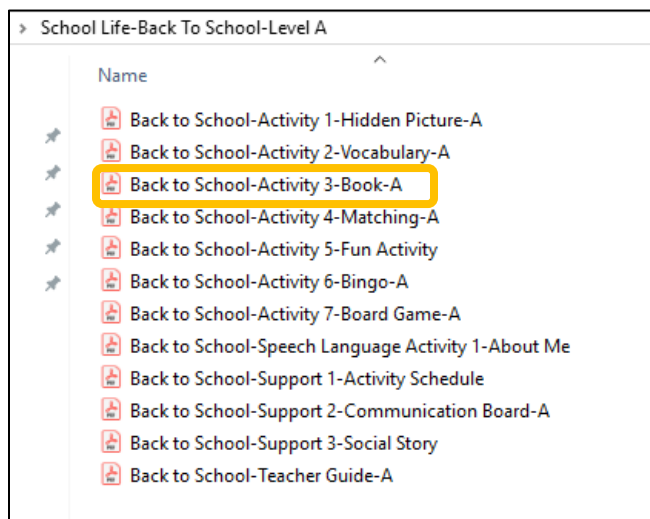 School Life-Back To School-Level A
Name
Back to School-Activity 1-Hidden Picture-A
Back to School-Activity 2-Vocabulary-A
Back to School-Activity 3-Book-A
Back to School-Activity 4-Matching-A
Back to School-Activity 5-Fun Activity
Back to School-Activity 6-Bingo-A
Back to School-Activity 7-Board Game-A
Back to School-Speech Language Activity 1-About Me
Back to School-Support 1-Activity Schedule
Back to School-Support 2-Communication Board-A
Back to School-Support 3-Social Story
Back to School-Teacher Guide-A